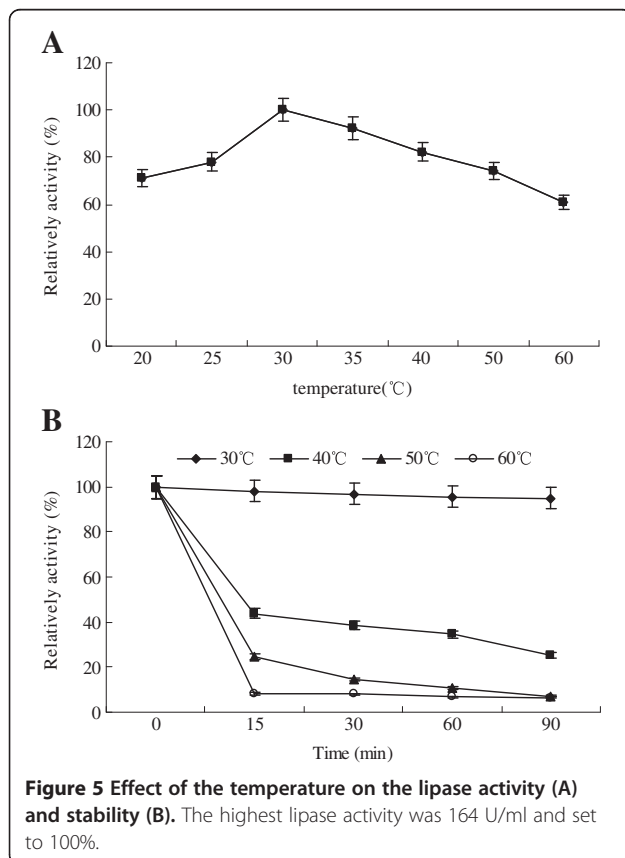 A
120
100
80
60
40
20
0
Relatively activity (%)
20 25 30 35 40 50 60
temperature(℃)
B
30℃ 40℃ 50℃ 60℃
120
100
80
60
40
20
0
Relatively activity (%)
0 15 30 60 90
Time (min)
Figure 5 Effect of the temperature on the lipase activity (A)
and stability (B). The highest lipase activity was 164 U/ml and set
to 100%.